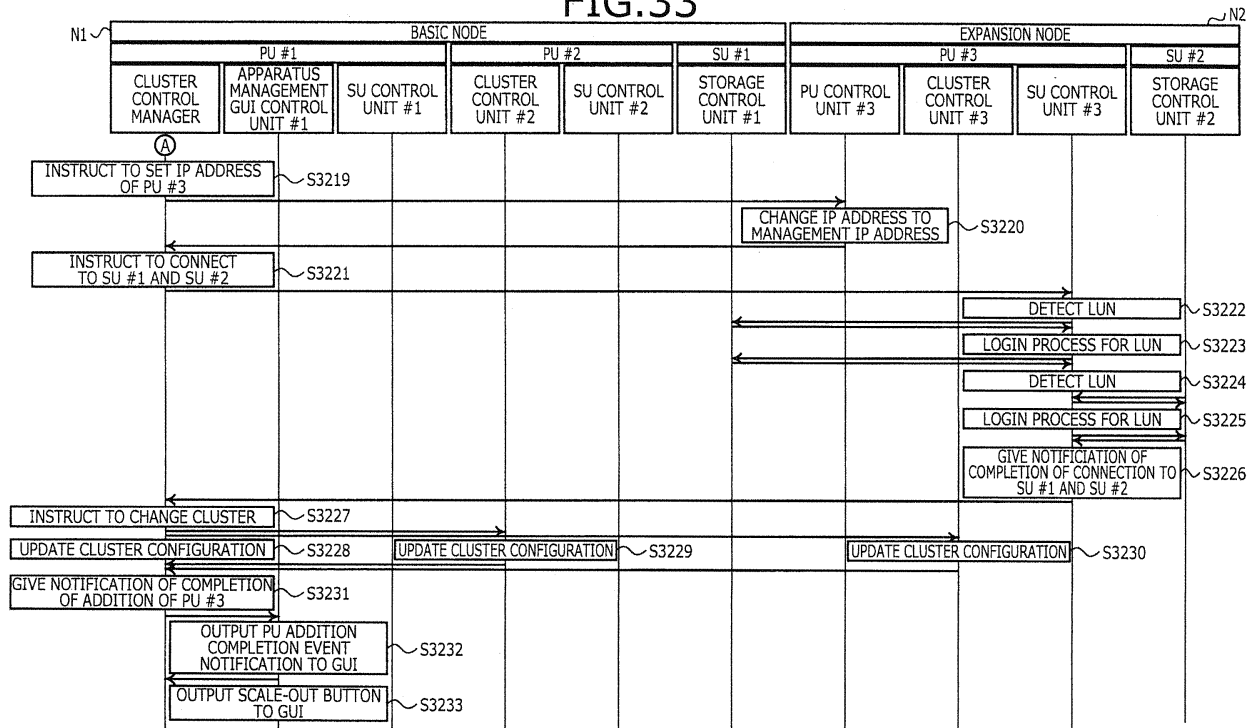 FIG.33
N1
N2
BASIC NODE
EXPANSION NODE
PU #1
PU #2
SU #1
PU #3
SU #2
CLUSTER
CONTROL
MANAGER
APPARATUS
MANAGEMENT
GUI CONTROL
UNIT #1
SU CONTROL
UNIT #1
CLUSTER
CONTROL
UNIT #2
SU CONTROL
UNIT #2
STORAGE
CONTROL
UNIT #1
PU CONTROL
UNIT #3
CLUSTER
CONTROL
UNIT #3
SU CONTROL
UNIT #3
STORAGE
CONTROL
UNIT #2
A
INSTRUCT TO SET IP ADDRESS
OF PU #3
S3219
CHANGE IP ADDRESS TO
MANAGEMENT IP ADDRESS
S3220
INSTRUCT TO CONNECT
TO SU #1 AND SU #2
S3221
DETECT LUN
S3222
LOGIN PROCESS FOR LUN
S3223
DETECT LUN
S3224
LOGIN PROCESS FOR LUN
S3225
GIVE NOTIFICIATION OF
COMPLETION OF CONNECTION TO
SU #1 AND SU #2
S3226
INSTRUCT TO CHANGE CLUSTER
S3227
UPDATE CLUSTER CONFIGURATION
S3228
UPDATE CLUSTER CONFIGURATION
S3229
UPDATE CLUSTER CONFIGURATION
S3230
GIVE NOTIFICATION OF COMPLETION
OF ADDITION OF PU #3
S3231
OUTPUT PU ADDITION
COMPLETION EVENT
NOTIFICATION TO GUI
S3232
OUTPUT SCALE-OUT BUTTON
TO GUI
S3233